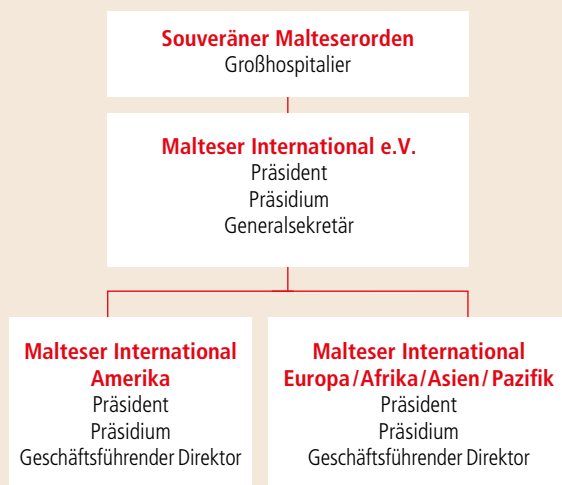 Souveräner Malteserorden
Großhospitalier
Malteser International e.V.
Präsident
Präsidium
Generalsekretär
Malteser International
Amerika
Präsident
Präsidium
Geschäftsführender Direktor
Malteser International
Europa/Afrika/Asien/Pazifik
Präsident
Präsidium
Geschäftsführender Direktor